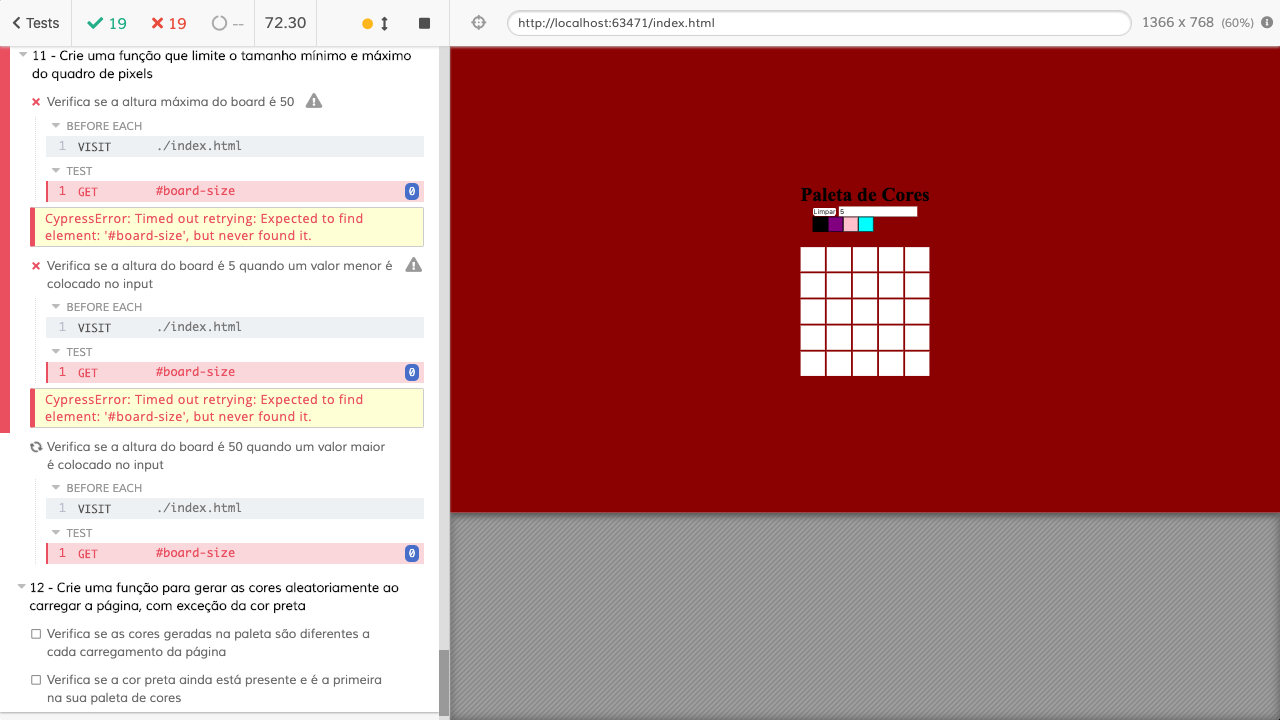 Tests 19 19 -- 72.30
http://localhost:63471/index.html 1366 x 768 (60%)
11 - Crie uma função que limite o tamanho mínimo e máximo
do quadro de pixels
Verifica se a altura máxima do board é 50
BEFORE EACH
1 VISIT ./index.html
TEST
1 GET #board-size 0
CypressError: Timed out retrying: Expected to find
element: '#board-size', but never found it.
Verifica se a altura do board é 5 quando um valor menor é
colocado no input
BEFORE EACH
1 VISIT ./index.html
TEST
1 GET #board-size 0
CypressError: Timed out retrying: Expected to find
element: '#board-size', but never found it.
Verifica se a altura do board é 50 quando um valor maior
é colocado no input
BEFORE EACH
1 VISIT ./index.html
TEST
1 GET #board-size 0
12 - Crie uma função para gerar as cores aleatoriamente ao
carregar a página, com exceção da cor preta
Verifica se as cores geradas na paleta são diferentes a
cada carregamento da página
Verifica se a cor preta ainda está presente e é a primeira
na sua paleta de cores
Paleta de Cores
Limpar 5